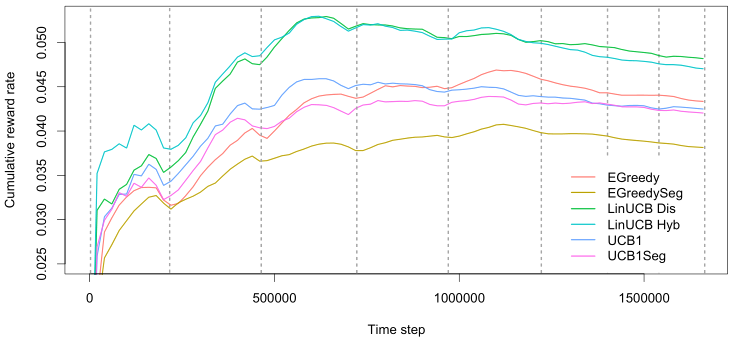 Cumulative reward rate
0.050
0.045
0.040
0.035
0.030
0.025
EGreedy
EGreedySeg
LinUCB Dis
LinUCB Hyb
UCB1
UCB1Seg
0 500000 1000000 1500000
Time step